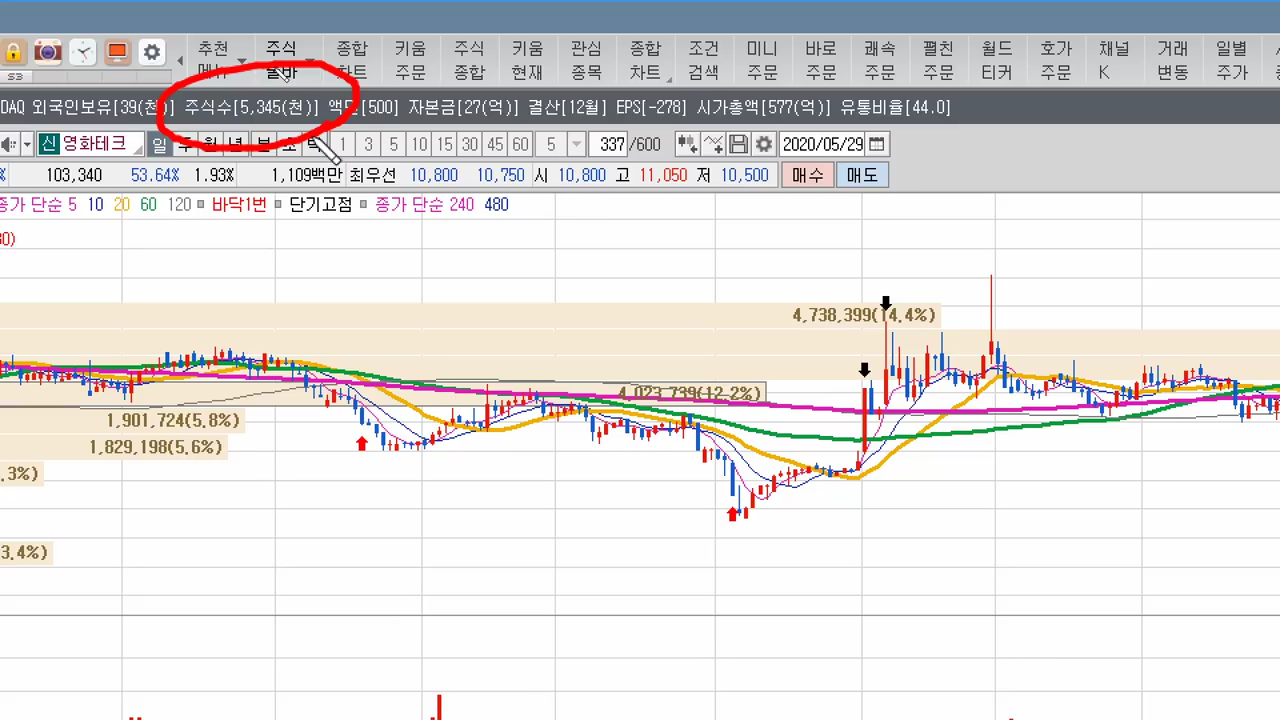 추천 주식 종합 키움 주식 키움 관심 종합 조건 미니 바로 쾌속 펼친 월드 호가 채널 거래 일별
메뉴 차트 주문 종합 현재 종목 차트 검색 주문 주문 주문 주문 티커 주문 K 변동 주가
S3
DAQ 외국인보유[39(천)] 주식수[5,345(천)] 액면[500] 자본금[27(억)] 결산[12월] EPS[-278] 시가총액[577(억)] 유통비율[44.0]
신 영화테크 일 주 월 년 분 초 틱 1 3 5 10 15 30 45 60 5 337 /600 2020/05/29
% 103,340 53.64% 1.93% 1,109백만 최우선 10,800 10,750 시 10,800 고 11,050 저 10,500 매수 매도
종가 단순 5 10 20 60 120 바닥1번 단기고점 종가 단순 240 480
4,738,399(14.4%)
4,023,739(12.2%)
1,901,724(5.8%)
1,829,198(5.6%)
.3%)
3.4%)